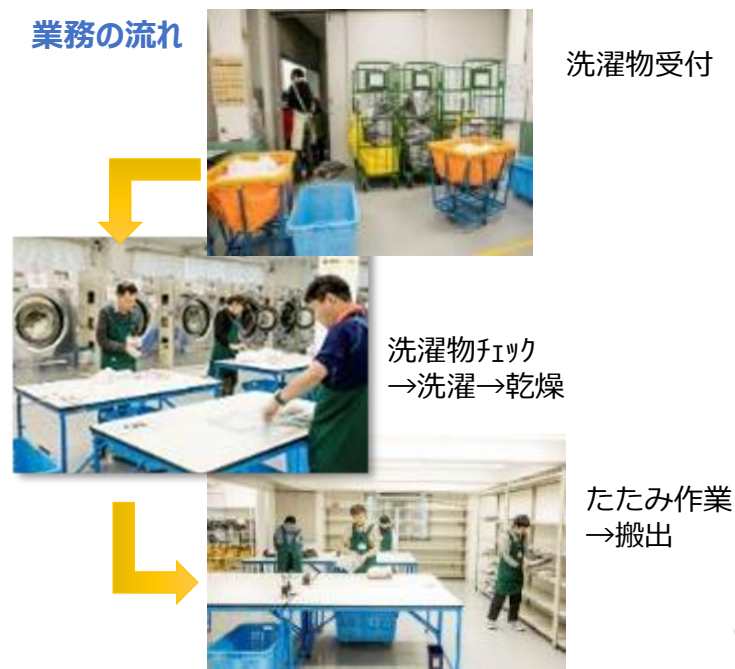 業務の流れ
洗濯物受付
洗濯物ﾁｪｯｸ
→洗濯→乾燥
たたみ作業
→搬出